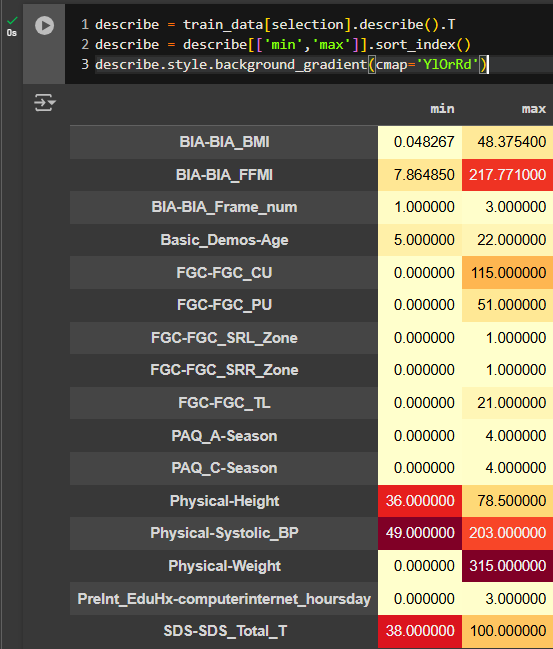 1 describe = train_data[selection].describe().T
2 describe = describe[['min','max']].sort_index()
3 describe.style.background_gradient(cmap='YlOrRd')
0s
min max
BIA-BIA_BMI 0.048267 48.375400
BIA-BIA_FFMI 7.864850 217.771000
BIA-BIA_Frame_num 1.000000 3.000000
Basic_Demos-Age 5.000000 22.000000
FGC-FGC_CU 0.000000 115.000000
FGC-FGC_PU 0.000000 51.000000
FGC-FGC_SRL_Zone 0.000000 1.000000
FGC-FGC_SRR_Zone 0.000000 1.000000
FGC-FGC_TL 0.000000 21.000000
PAQ_A-Season 0.000000 4.000000
PAQ_C-Season 0.000000 4.000000
Physical-Height 36.000000 78.500000
Physical-Systolic_BP 49.000000 203.000000
Physical-Weight 0.000000 315.000000
PreInt_EduHx-computerinternet_hoursday 0.000000 3.000000
SDS-SDS_Total_T 38.000000 100.000000